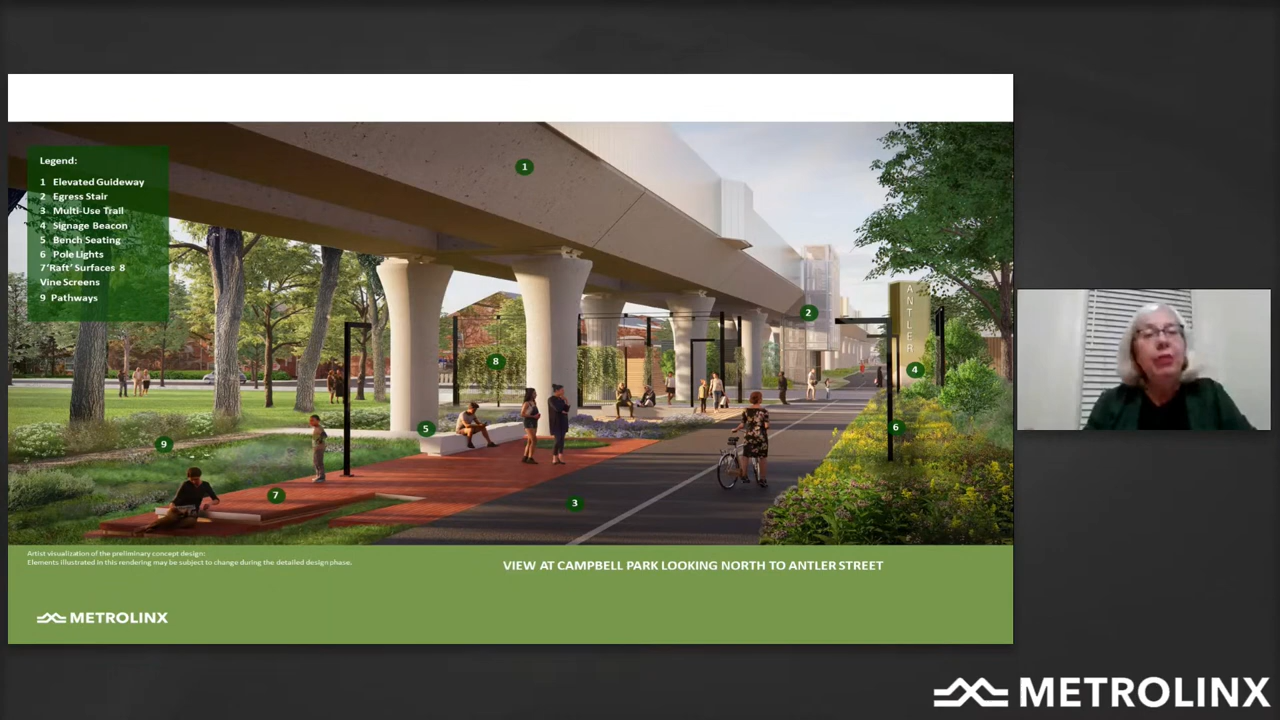 Legend:
1 Elevated Guideway
2 Egress Stair
3 Multi-Use Trail
4 Signage Beacon
5 Bench Seating
6 Pole Lights
7 'Raft' Surfaces 8
Vine Screens
9 Pathways
1
2
ANTLER
8
4
5
6
9
7
3
Artist visualization of the preliminary concept design:
Elements illustrated in this rendering may be subject to change during the detailed design phase.
VIEW AT CAMPBELL PARK LOOKING NORTH TO ANTLER STREET
METROLINX
METROLINX